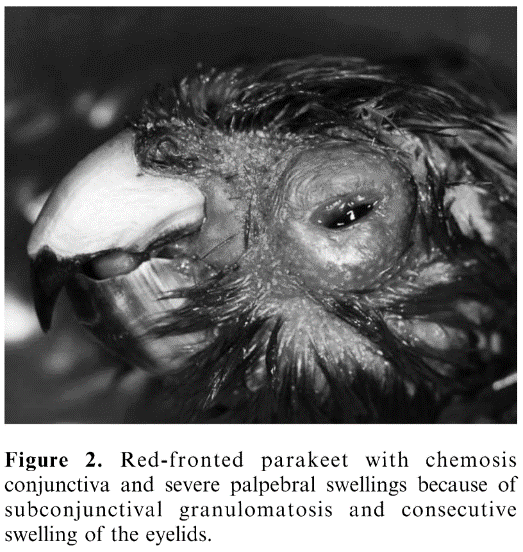 Figure 2. Red-fronted parakeet with chemosis
conjunctiva and severe palpebral swellings because of
subconjunctival granulomatosis and consecutive
swelling of the eyelids.